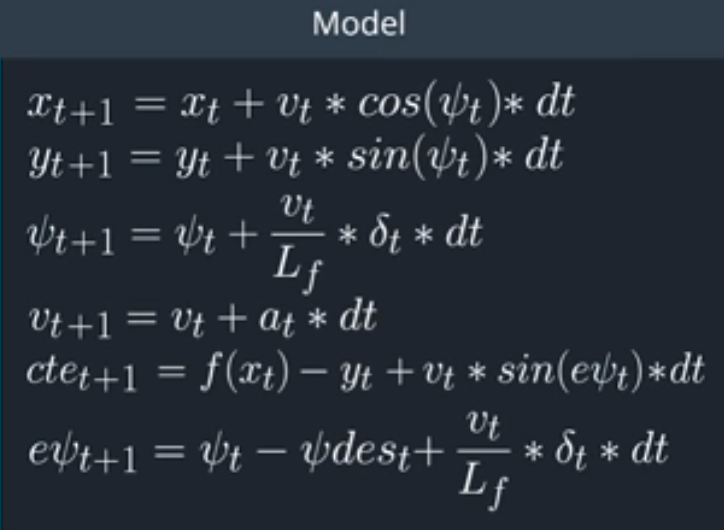 Model
x_{t+1} = x_t + v_t * cos(ψ_t) * dt
y_{t+1} = y_t + v_t * sin(ψ_t) * dt
ψ_{t+1} = ψ_t + \frac{v_t}{L_f} * δ_t * dt
v_{t+1} = v_t + a_t * dt
cte_{t+1} = f(x_t) − y_t + v_t * sin(eψ_t) * dt
eψ_{t+1} = ψ_t − ψdes_t + \frac{v_t}{L_f} * δ_t * dt